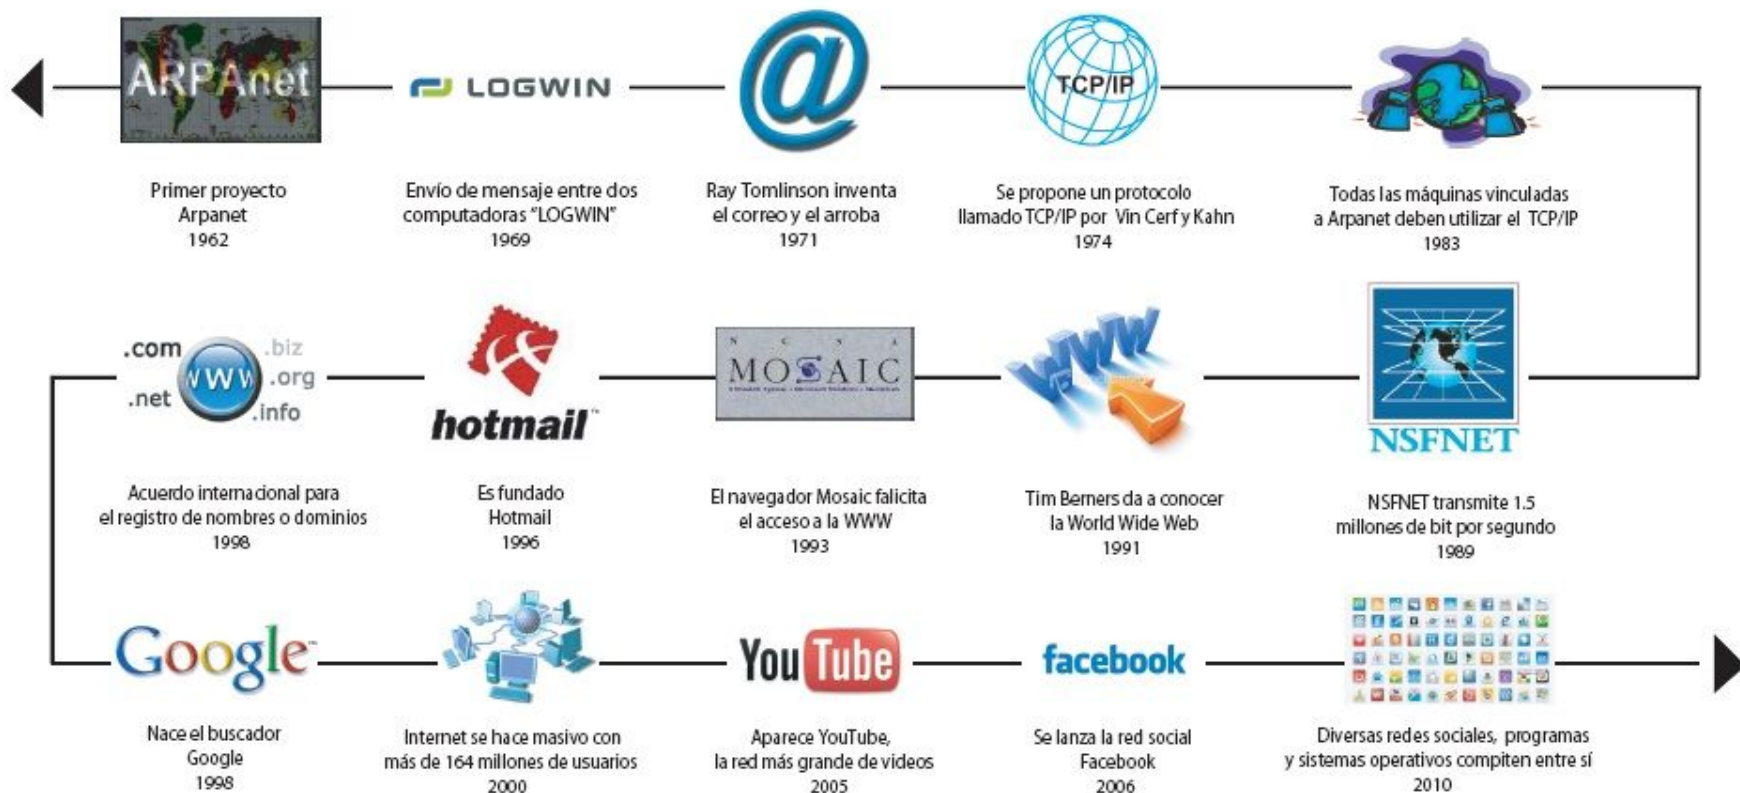 ARPAnet
LOGWIN
@
TCP/IP
Primer proyecto
Arpanet
1962
Envío de mensaje entre dos
computadoras "LOGWIN"
1969
Ray Tomlinson inventa
el correo y el arroba
1971
Se propone un protocolo
llamado TCP/IP por Vin Cerf y Kahn
1974
Todas las máquinas vinculadas
a Arpanet deben utilizar el TCP/IP
1983
.com
.biz
www
.org
.net
.info
hotmail™
N C S A
MOSAIC
WWW
NSFNET
Acuerdo internacional para
el registro de nombres o dominios
1998
Es fundado
Hotmail
1996
El navegador Mosaic falicita
el acceso a la WWW
1993
Tim Berners da a conocer
la World Wide Web
1991
NSFNET transmite 1.5
millones de bit por segundo
1989
Google™
YouTube
facebook
Nace el buscador
Google
1998
Internet se hace masivo con
más de 164 millones de usuarios
2000
Aparece YouTube,
la red más grande de videos
2005
Se lanza la red social
Facebook
2006
Diversas redes sociales, programas
y sistemas operativos compiten entre sí
2010